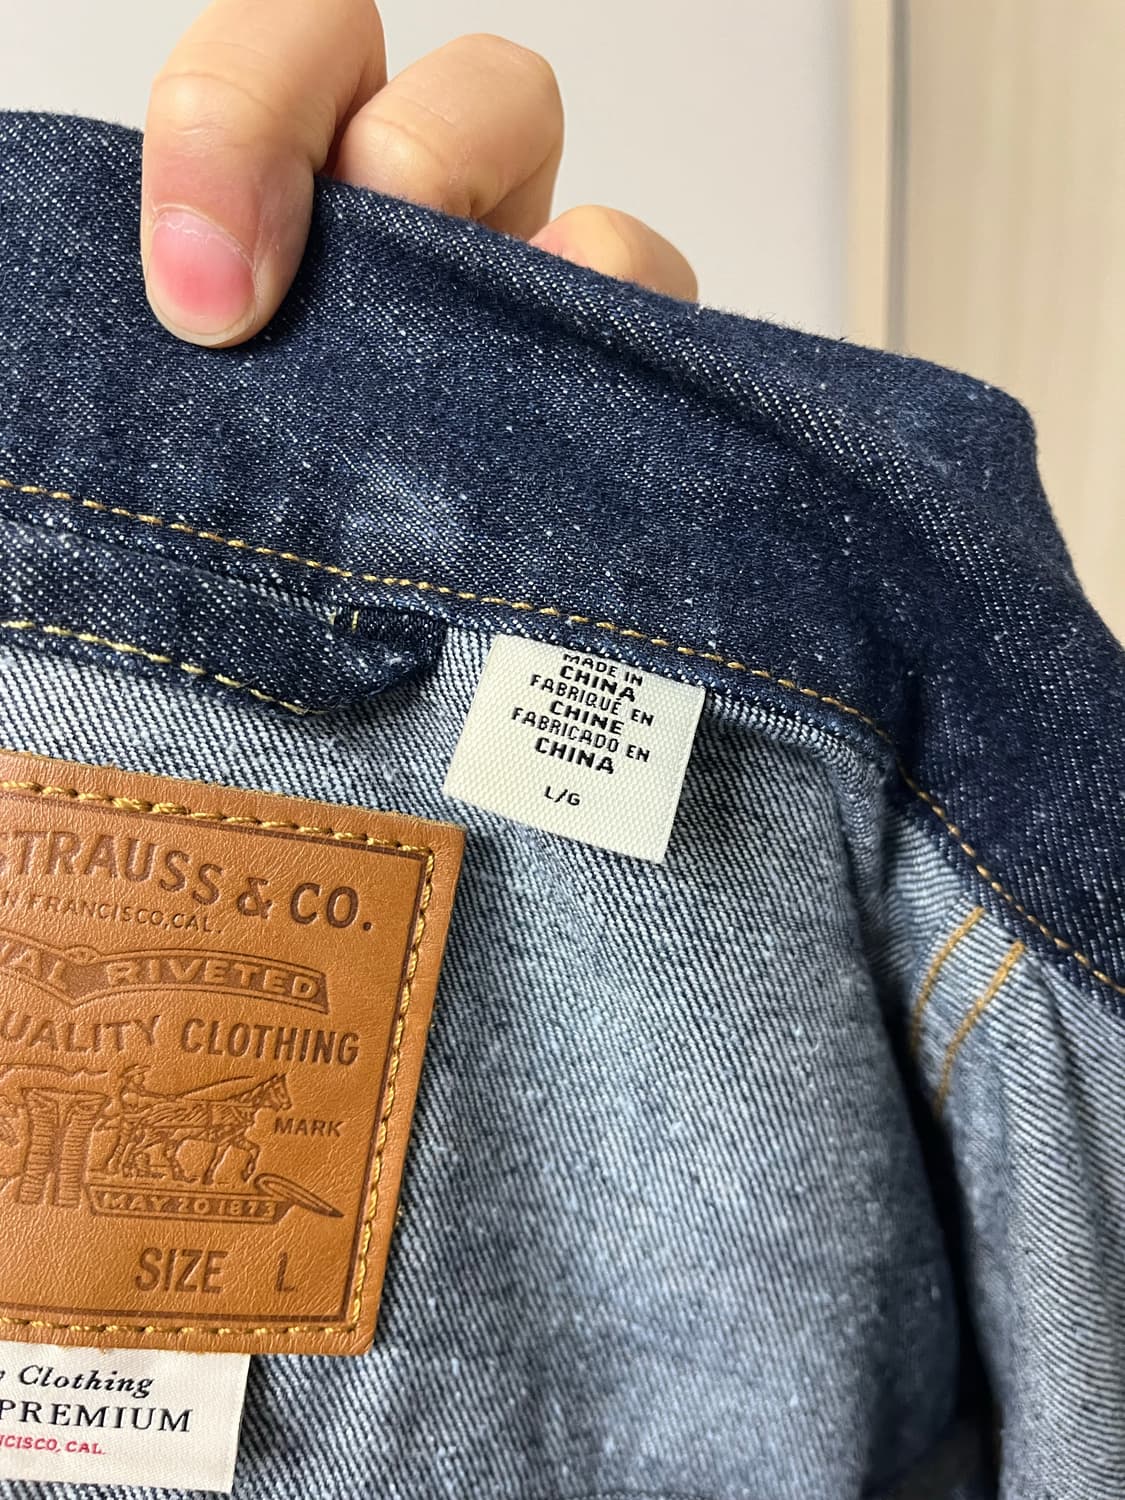 MADE IN
CHINA
FABRIQUÉ EN
CHINE
FABRICADO EN
CHINA
L/G
STRAUSS & CO.
N FRANCISCO, CAL.
RIVETED
UALITY CLOTHING
MARK
MAY 20 1873
SIZE L
Clothing
PREMIUM
CISCO, CAL.